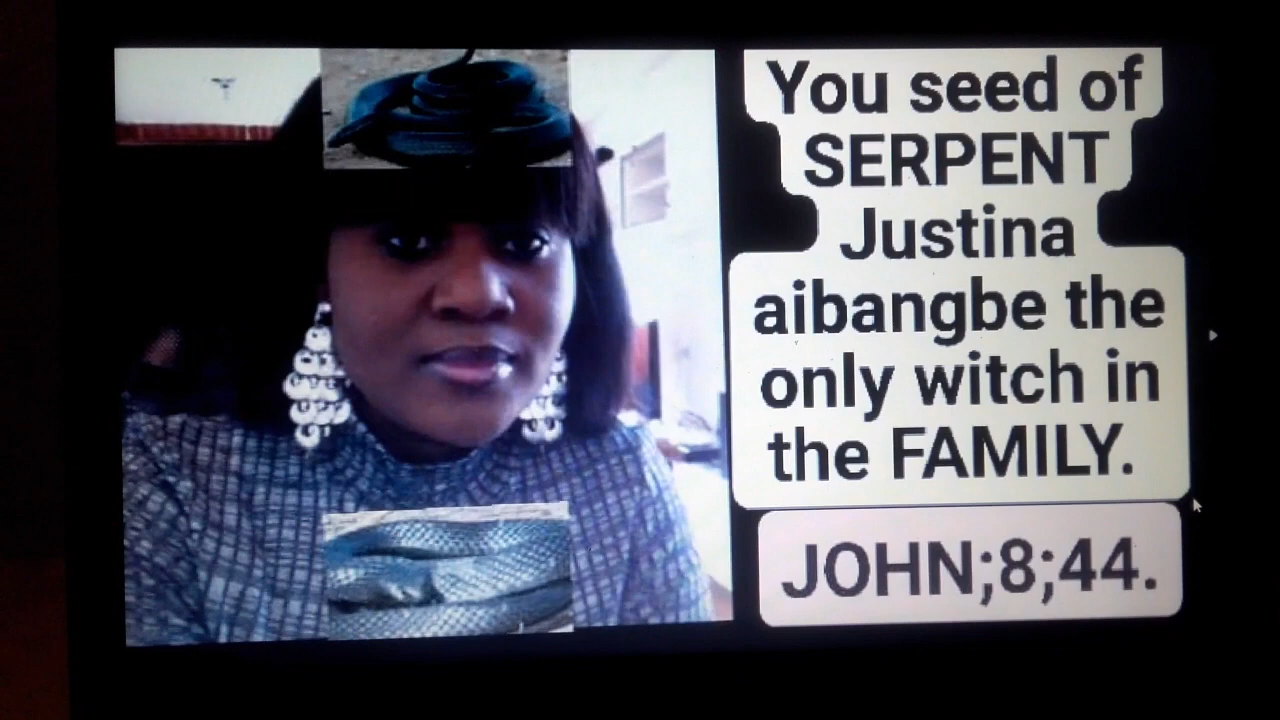 You seed of
SERPENT
Justina
aibangbe the
only witch in
the FAMILY.
JOHN;8;44.